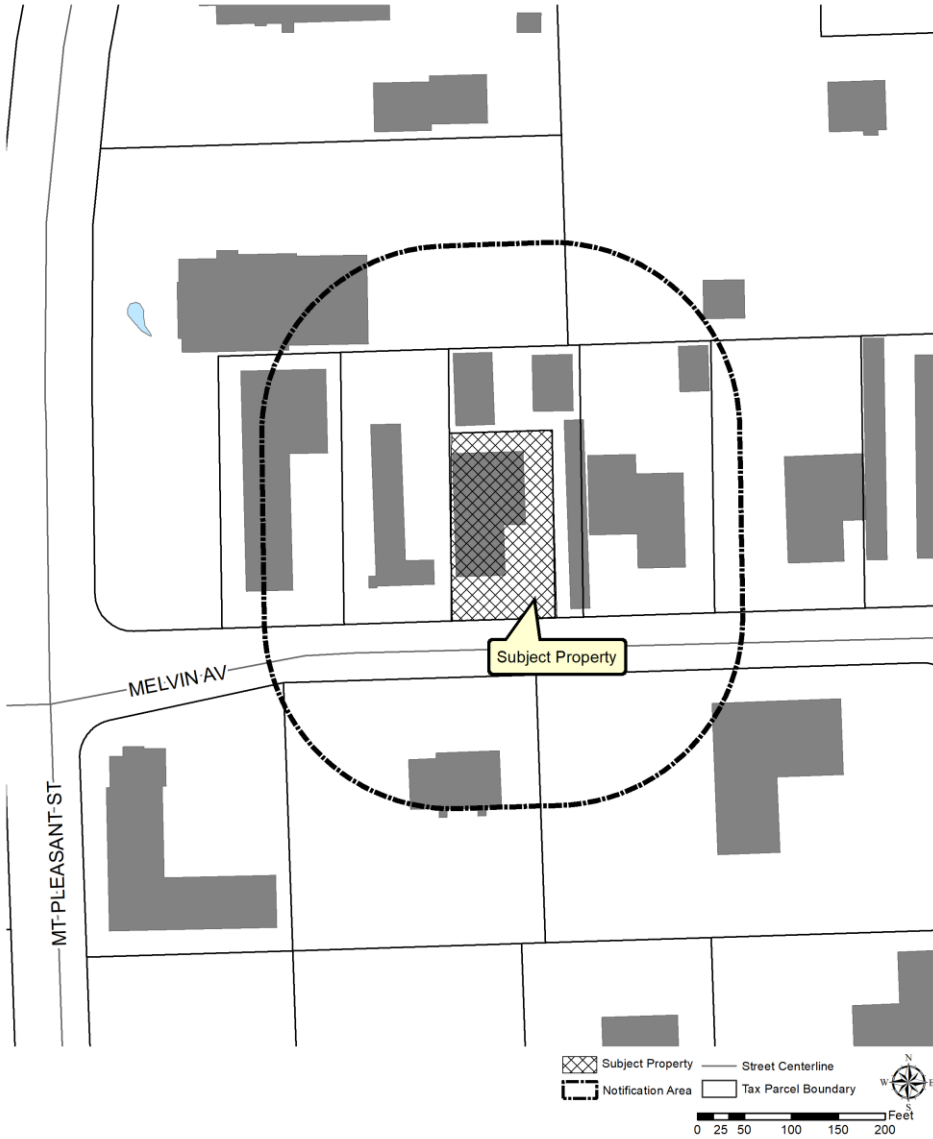 Subject Property
MELVIN AV
MT PLEASANT ST
Subject Property
Street Centerline
Notification Area
Tax Parcel Boundary
N
W E
S
Feet
0 25 50 100 150 200